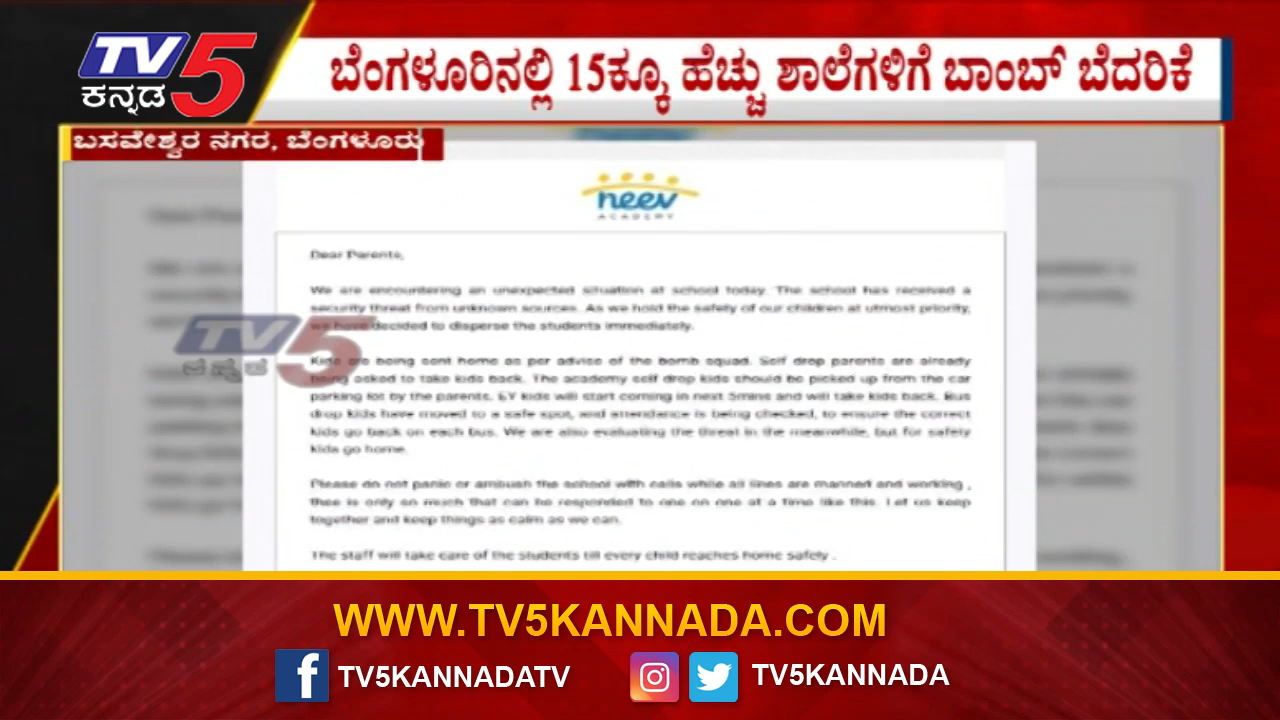 TV5
ಕನ್ನಡ
ಬೆಂಗಳೂರಿನಲ್ಲಿ 15ಕ್ಕೂ ಹೆಚ್ಚು ಶಾಲೆಗಳಿಗೆ ಬಾಂಬ್ ಬೆದರಿಕೆ
ಬಸವೇಶ್ವರ ನಗರ, ಬೆಂಗಳೂರು
neev
ACADEMY
Dear Parents,
We are encountering an unexpected situation at school today. The school has received a
security threat from unknown sources. As we hold the safety of our children at utmost priority,
we have decided to disperse the students immediately.
TV5
ಕನ್ನಡ
Kids are being sent home as per advise of the bomb squad. Self drop parents are already
being asked to take kids back. The academy self drop kids should be picked up from the car
parking lot by the parents. EY kids will start coming in next 5mins and will take kids back. Bus
drop kids have moved to a safe spot, and attendance is being checked, to ensure the correct
kids go back on each bus. We are also evaluating the threat in the meanwhile, but for safety
kids go home.
Please do not panic or ambush the school with calls while all lines are manned and working ,
thee is only so much that can be responded to one on one at a time like this. Let us keep
together and keep things as calm as we can.
The staff will take care of the students till every child reaches home safely .
WWW.TV5KANNADA.COM
TV5KANNADATV
TV5KANNADA